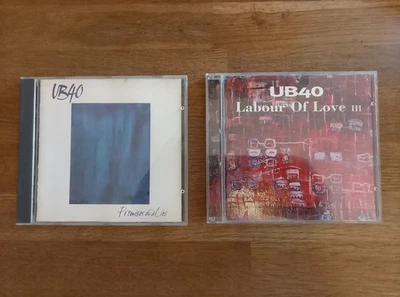 UB40
Promises and Lies
UB40
Labour Of Love III